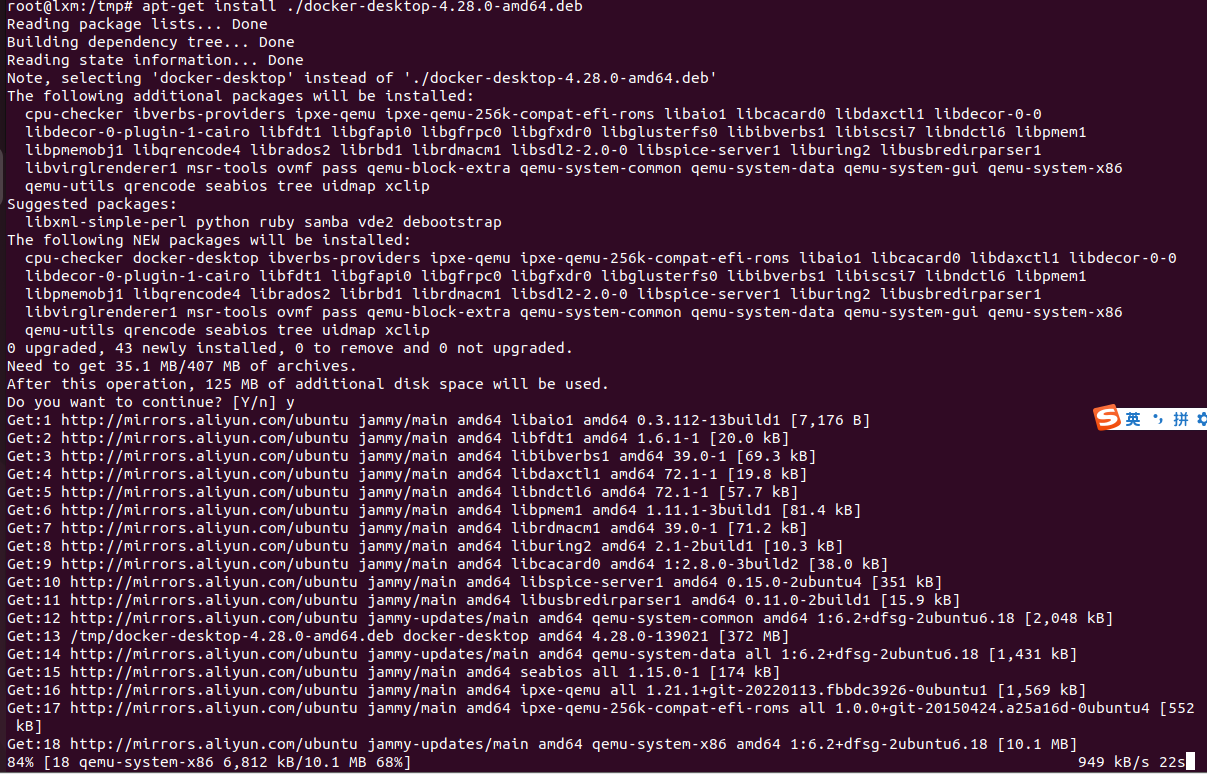 root@lxm:/tmp# apt-get install ./docker-desktop-4.28.0-amd64.deb
Reading package lists... Done
Building dependency tree... Done
Reading state information... Done
Note, selecting 'docker-desktop' instead of './docker-desktop-4.28.0-amd64.deb'
The following additional packages will be installed:
  cpu-checker ibverbs-providers ipxe-qemu ipxe-qemu-256k-compat-efi-roms libaio1 libcacard0 libdaxctl1 libdecor-0-0
  libdecor-0-plugin-1-cairo libfdt1 libgfapi0 libgfrpc0 libgfxdr0 libglusterfs0 libibverbs1 libiscsi7 libndctl6 libpmem1
  libpmemobj1 libqrencode4 librados2 librbd1 librdmacm1 libsdl2-2.0-0 libspice-server1 liburing2 libusbredirparser1
  libvirglrenderer1 msr-tools ovmf pass qemu-block-extra qemu-system-common qemu-system-data qemu-system-gui qemu-system-x86
  qemu-utils qrencode seabios tree uidmap xclip
Suggested packages:
  libxml-simple-perl python ruby samba vde2 debootstrap
The following NEW packages will be installed:
  cpu-checker docker-desktop ibverbs-providers ipxe-qemu ipxe-qemu-256k-compat-efi-roms libaio1 libcacard0 libdaxctl1 libdecor-0-0
  libdecor-0-plugin-1-cairo libfdt1 libgfapi0 libgfrpc0 libgfxdr0 libglusterfs0 libibverbs1 libiscsi7 libndctl6 libpmem1
  libpmemobj1 libqrencode4 librados2 librbd1 librdmacm1 libsdl2-2.0-0 libspice-server1 liburing2 libusbredirparser1
  libvirglrenderer1 msr-tools ovmf pass qemu-block-extra qemu-system-common qemu-system-data qemu-system-gui qemu-system-x86
  qemu-utils qrencode seabios tree uidmap xclip
0 upgraded, 43 newly installed, 0 to remove and 0 not upgraded.
Need to get 35.1 MB/407 MB of archives.
After this operation, 125 MB of additional disk space will be used.
Do you want to continue? [Y/n] y
Get:1 http://mirrors.aliyun.com/ubuntu jammy/main amd64 libaio1 amd64 0.3.112-13build1 [7,176 B]
S 英 拼
Get:2 http://mirrors.aliyun.com/ubuntu jammy/main amd64 libfdt1 amd64 1.6.1-1 [20.0 kB]
Get:3 http://mirrors.aliyun.com/ubuntu jammy/main amd64 libibverbs1 amd64 39.0-1 [69.3 kB]
Get:4 http://mirrors.aliyun.com/ubuntu jammy/main amd64 libdaxctl1 amd64 72.1-1 [19.8 kB]
Get:5 http://mirrors.aliyun.com/ubuntu jammy/main amd64 libndctl6 amd64 72.1-1 [57.7 kB]
Get:6 http://mirrors.aliyun.com/ubuntu jammy/main amd64 libpmem1 amd64 1.11.1-3build1 [81.4 kB]
Get:7 http://mirrors.aliyun.com/ubuntu jammy/main amd64 librdmacm1 amd64 39.0-1 [71.2 kB]
Get:8 http://mirrors.aliyun.com/ubuntu jammy/main amd64 liburing2 amd64 2.1-2build1 [10.3 kB]
Get:9 http://mirrors.aliyun.com/ubuntu jammy/main amd64 libcacard0 amd64 1:2.8.0-3build2 [38.0 kB]
Get:10 http://mirrors.aliyun.com/ubuntu jammy/main amd64 libspice-server1 amd64 0.15.0-2ubuntu4 [351 kB]
Get:11 http://mirrors.aliyun.com/ubuntu jammy/main amd64 libusbredirparser1 amd64 0.11.0-2build1 [15.9 kB]
Get:12 http://mirrors.aliyun.com/ubuntu jammy-updates/main amd64 qemu-system-common amd64 1:6.2+dfsg-2ubuntu6.18 [2,048 kB]
Get:13 /tmp/docker-desktop-4.28.0-amd64.deb docker-desktop amd64 4.28.0-139021 [372 MB]
Get:14 http://mirrors.aliyun.com/ubuntu jammy-updates/main amd64 qemu-system-data all 1:6.2+dfsg-2ubuntu6.18 [1,431 kB]
Get:15 http://mirrors.aliyun.com/ubuntu jammy/main amd64 seabios all 1.15.0-1 [174 kB]
Get:16 http://mirrors.aliyun.com/ubuntu jammy/main amd64 ipxe-qemu all 1.21.1+git-20220113.fbbdc3926-0ubuntu1 [1,569 kB]
Get:17 http://mirrors.aliyun.com/ubuntu jammy/main amd64 ipxe-qemu-256k-compat-efi-roms all 1.0.0+git-20150424.a25a16d-0ubuntu4 [552
 kB]
Get:18 http://mirrors.aliyun.com/ubuntu jammy-updates/main amd64 qemu-system-x86 amd64 1:6.2+dfsg-2ubuntu6.18 [10.1 MB]
84% [18 qemu-system-x86 6,812 kB/10.1 MB 68%] 949 kB/s 22s